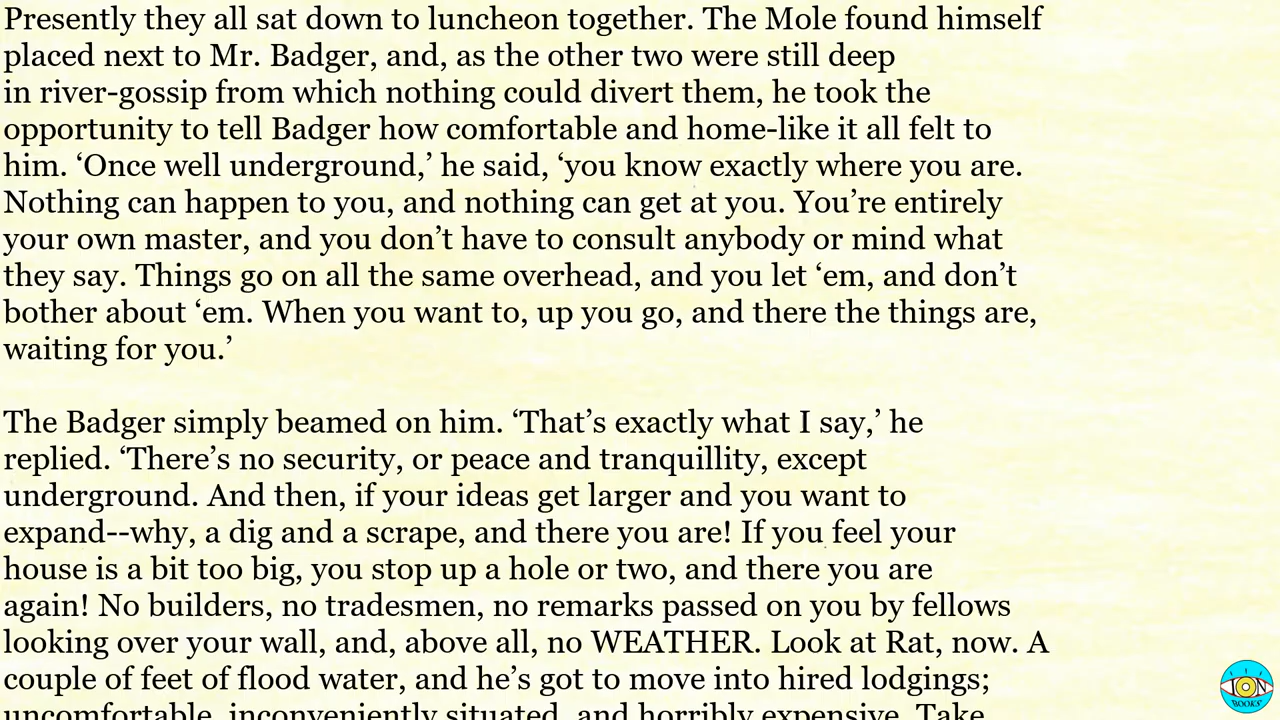 Presently they all sat down to luncheon together. The Mole found himself
placed next to Mr. Badger, and, as the other two were still deep
in river-gossip from which nothing could divert them, he took the
opportunity to tell Badger how comfortable and home-like it all felt to
him. ‘Once well underground,’ he said, ‘you know exactly where you are.
Nothing can happen to you, and nothing can get at you. You’re entirely
your own master, and you don’t have to consult anybody or mind what
they say. Things go on all the same overhead, and you let ‘em, and don’t
bother about ‘em. When you want to, up you go, and there the things are,
waiting for you.’
The Badger simply beamed on him. ‘That’s exactly what I say,’ he
replied. ‘There’s no security, or peace and tranquillity, except
underground. And then, if your ideas get larger and you want to
expand--why, a dig and a scrape, and there you are! If you feel your
house is a bit too big, you stop up a hole or two, and there you are
again! No builders, no tradesmen, no remarks passed on you by fellows
looking over your wall, and, above all, no WEATHER. Look at Rat, now. A
couple of feet of flood water, and he’s got to move into hired lodgings;
uncomfortable, inconveniently situated, and horribly expensive. Take
ION
BOOKS